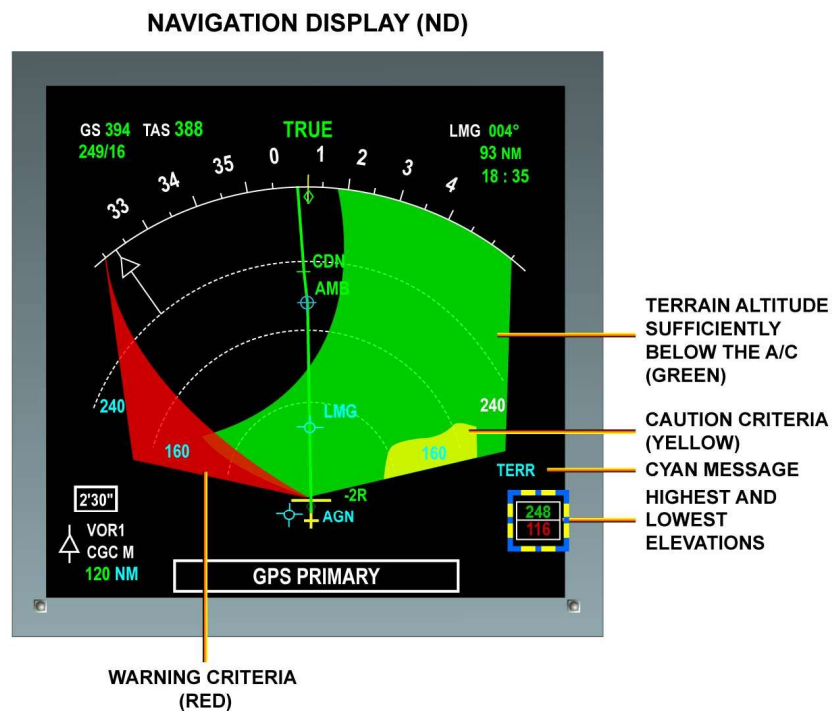 NAVIGATION DISPLAY (ND)
GS 394 TAS 388
249/16
TRUE
LMG 004°
93 NM
18 : 35
33
34
35
0
1
2
3
4
CDN
AMB
LMG
240
160
160
240
TERR
-2R
AGN
2'30"
VOR1
CGC M
120 NM
248
116
GPS PRIMARY
TERRAIN ALTITUDE
SUFFICIENTLY
BELOW THE A/C
(GREEN)
CAUTION CRITERIA
(YELLOW)
CYAN MESSAGE
HIGHEST AND
LOWEST
ELEVATIONS
WARNING CRITERIA
(RED)